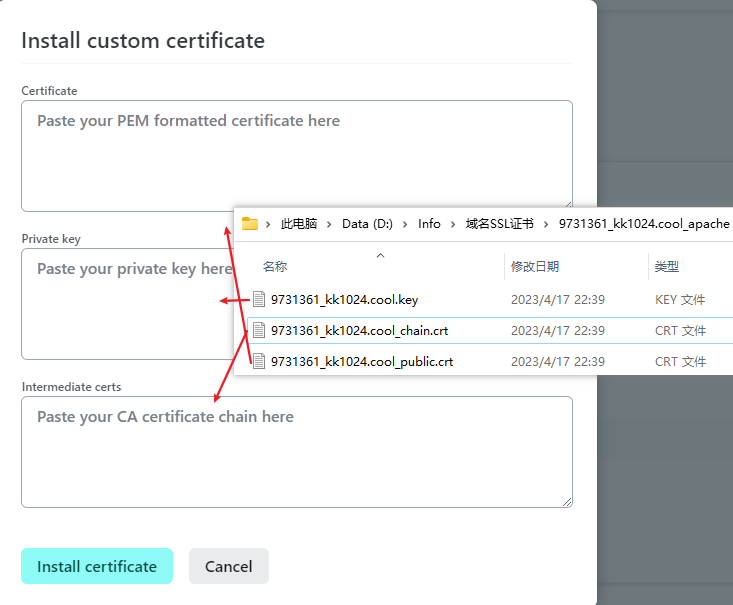 Install custom certificate
Certificate
Paste your PEM formatted certificate here
此电脑 > Data (D:) > Info > 域名SSL证书 > 9731361_kk1024.cool_apache
Private key
Paste your private key here
名称 修改日期 类型
9731361_kk1024.cool.key 2023/4/17 22:39 KEY 文件
9731361_kk1024.cool_chain.crt 2023/4/17 22:39 CRT 文件
9731361_kk1024.cool_public.crt 2023/4/17 22:39 CRT 文件
Intermediate certs
Paste your CA certificate chain here
Install certificate Cancel